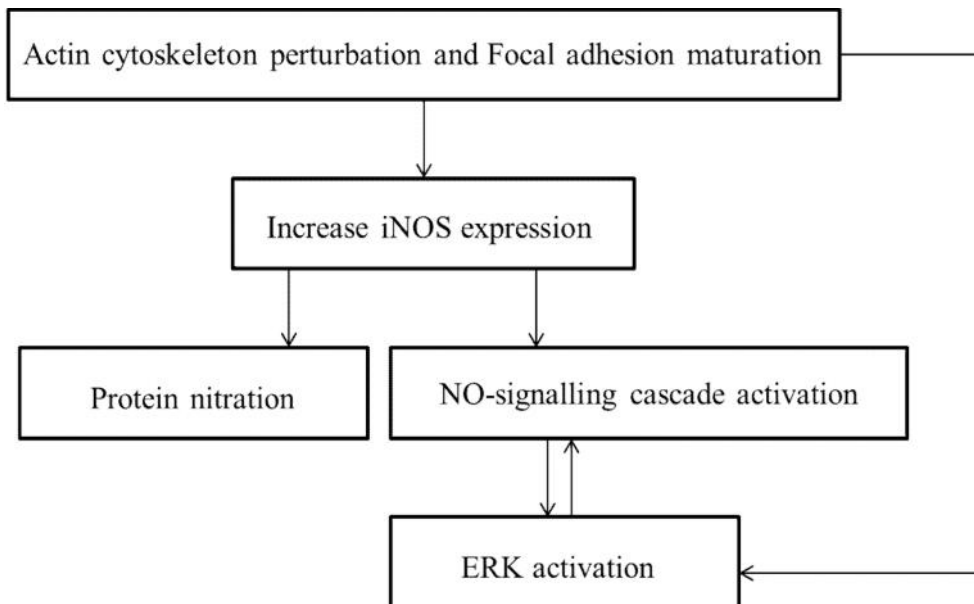 Actin cytoskeleton perturbation and Focal adhesion maturation
Increase iNOS expression
Protein nitration
NO-signalling cascade activation
ERK activation